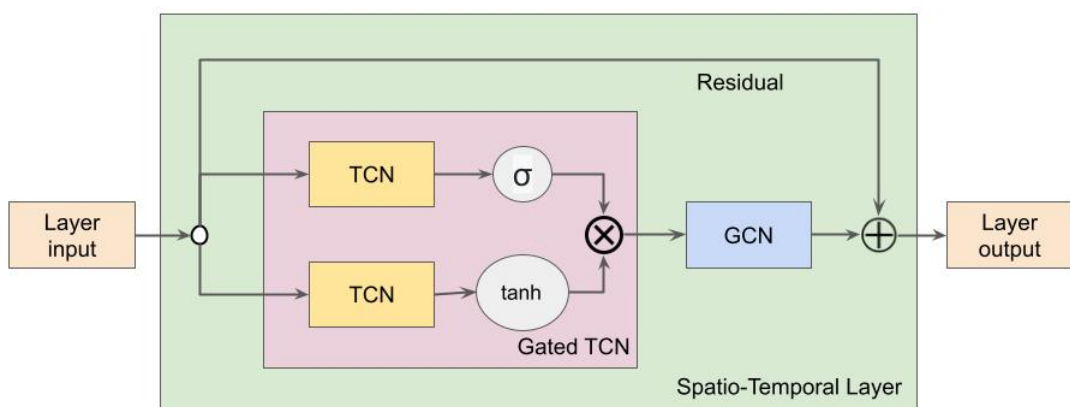 Residual
TCN
σ
Layer
input
GCN
Layer
output
TCN
tanh
Gated TCN
Spatio-Temporal Layer